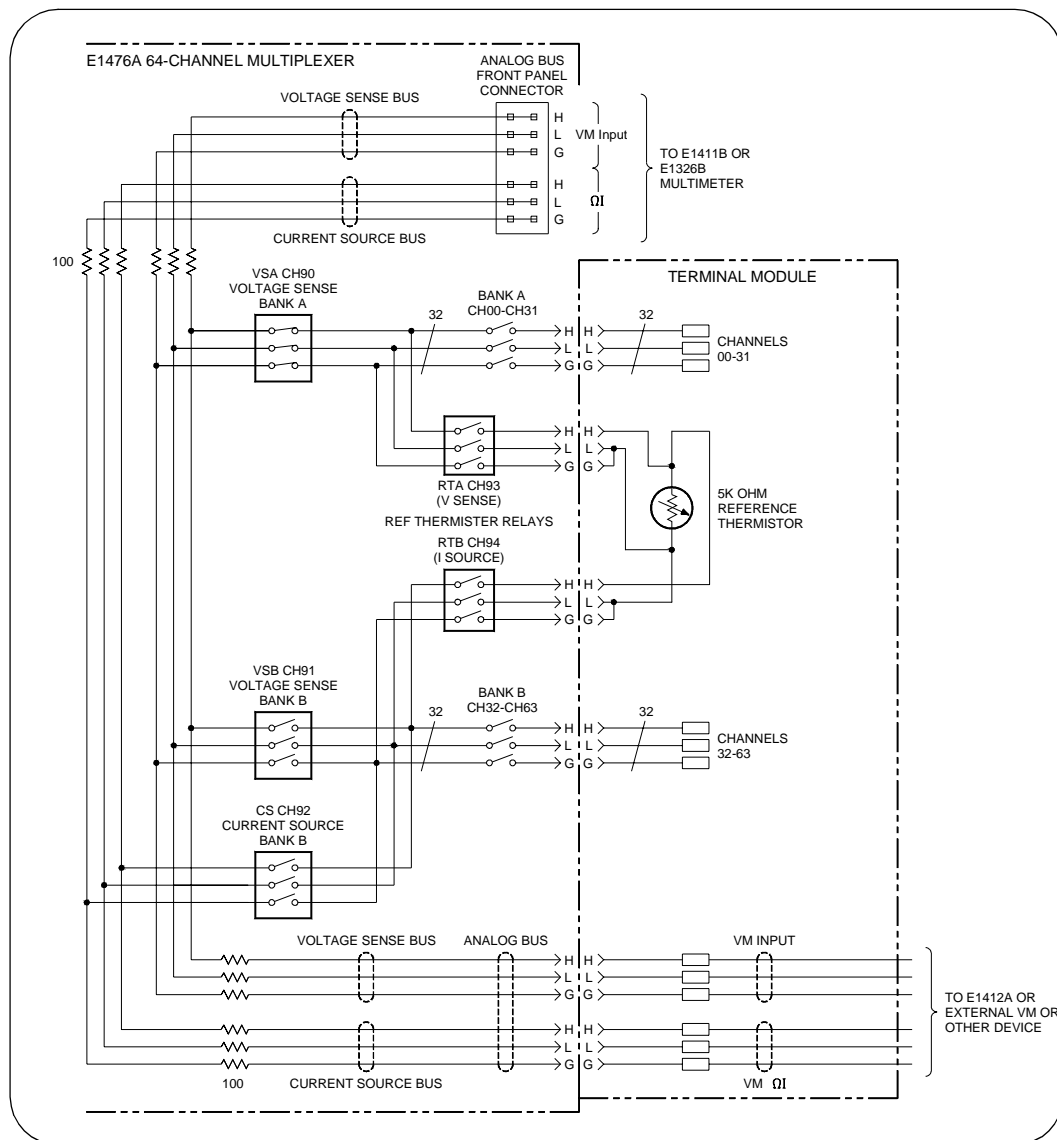 E1476A 64-CHANNEL MULTIPLEXER
ANALOG BUS
FRONT PANEL
CONNECTOR
VOLTAGE SENSE BUS
H
L
G
VM Input
H
L
G
ΩI
TO E1411B OR
E1326B
MULTIMETER
CURRENT SOURCE BUS
100
TERMINAL MODULE
VSA CH90
VOLTAGE SENSE
BANK A
32
BANK A
CH00-CH31
H H
L L
G G
32
CHANNELS
00-31
H H
L L
G G
RTA CH93
(V SENSE)
REF THERMISTER RELAYS
5K OHM
REFERENCE
THERMISTOR
RTB CH94
(I SOURCE)
H H
L L
G G
VSB CH91
VOLTAGE SENSE
BANK B
32
BANK B
CH32-CH63
H H
L L
G G
32
CHANNELS
32-63
CS CH92
CURRENT SOURCE
BANK B
VOLTAGE SENSE BUS
ANALOG BUS
VM INPUT
H H
L L
G G
H H
L L
G G
TO E1412A OR
EXTERNAL VM OR
OTHER DEVICE
100
CURRENT SOURCE BUS
VM ΩI